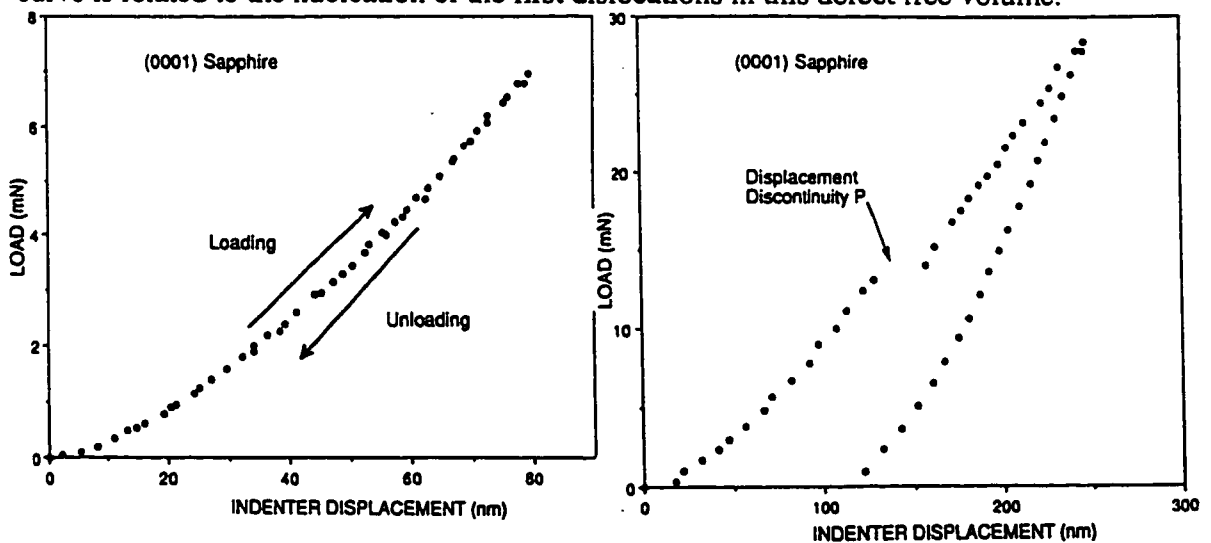 curve is related to the nucleation of the first dislocations in this defect free volume.
(0001) Sapphire
Loading
Unloading
LOAD (mN)
8
6
4
2
0
0 20 40 60 80
INDENTER DISPLACEMENT (nm)
(0001) Sapphire
Displacement
Discontinuity P
LOAD (mN)
30
20
10
0
0 100 200 300
INDENTER DISPLACEMENT (nm)